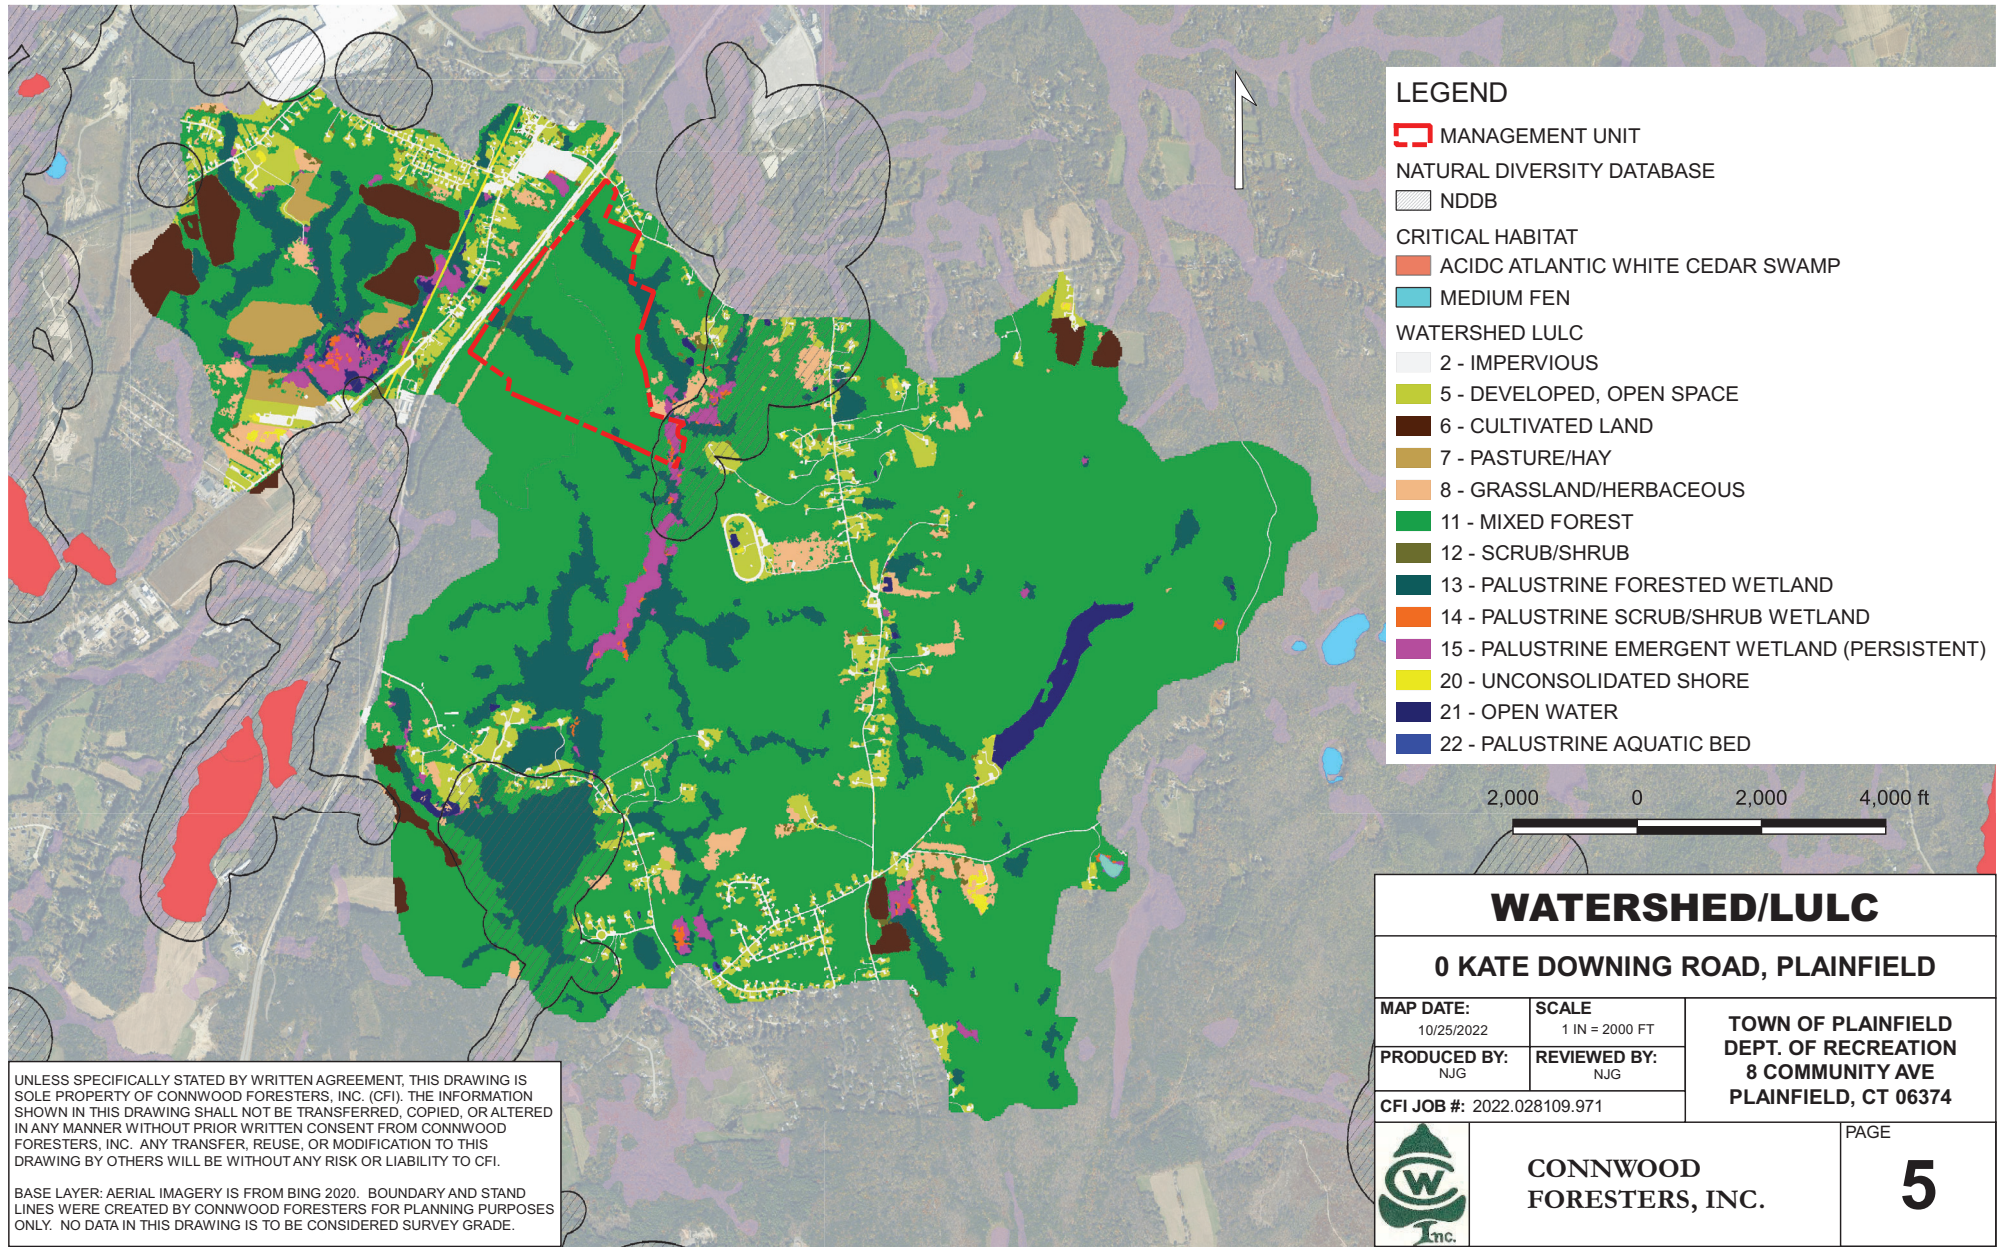 LEGEND
MANAGEMENT UNIT
NATURAL DIVERSITY DATABASE
NDDB
CRITICAL HABITAT
ACIDC ATLANTIC WHITE CEDAR SWAMP
MEDIUM FEN
WATERSHED LULC
2 - IMPERVIOUS
5 - DEVELOPED, OPEN SPACE
6 - CULTIVATED LAND
7 - PASTURE/HAY
8 - GRASSLAND/HERBACEOUS
11 - MIXED FOREST
12 - SCRUB/SHRUB
13 - PALUSTRINE FORESTED WETLAND
14 - PALUSTRINE SCRUB/SHRUB WETLAND
15 - PALUSTRINE EMERGENT WETLAND (PERSISTENT)
20 - UNCONSOLIDATED SHORE
21 - OPEN WATER
22 - PALUSTRINE AQUATIC BED
2,000 0 2,000 4,000 ft
WATERSHED/LULC
0 KATE DOWNING ROAD, PLAINFIELD
MAP DATE:
10/25/2022
SCALE
1 IN = 2000 FT
PRODUCED BY:
NJG
REVIEWED BY:
NJG
CFI JOB #: 2022.028109.971
TOWN OF PLAINFIELD
DEPT. OF RECREATION
8 COMMUNITY AVE
PLAINFIELD, CT 06374
CW
Inc.
CONNWOOD
FORESTERS, INC.
PAGE
5
UNLESS SPECIFICALLY STATED BY WRITTEN AGREEMENT, THIS DRAWING IS
SOLE PROPERTY OF CONNWOOD FORESTERS, INC. (CFI). THE INFORMATION
SHOWN IN THIS DRAWING SHALL NOT BE TRANSFERRED, COPIED, OR ALTERED
IN ANY MANNER WITHOUT PRIOR WRITTEN CONSENT FROM CONNWOOD
FORESTERS, INC. ANY TRANSFER, REUSE, OR MODIFICATION TO THIS
DRAWING BY OTHERS WILL BE WITHOUT ANY RISK OR LIABILITY TO CFI.
BASE LAYER: AERIAL IMAGERY IS FROM BING 2020. BOUNDARY AND STAND
LINES WERE CREATED BY CONNWOOD FORESTERS FOR PLANNING PURPOSES
ONLY. NO DATA IN THIS DRAWING IS TO BE CONSIDERED SURVEY GRADE.